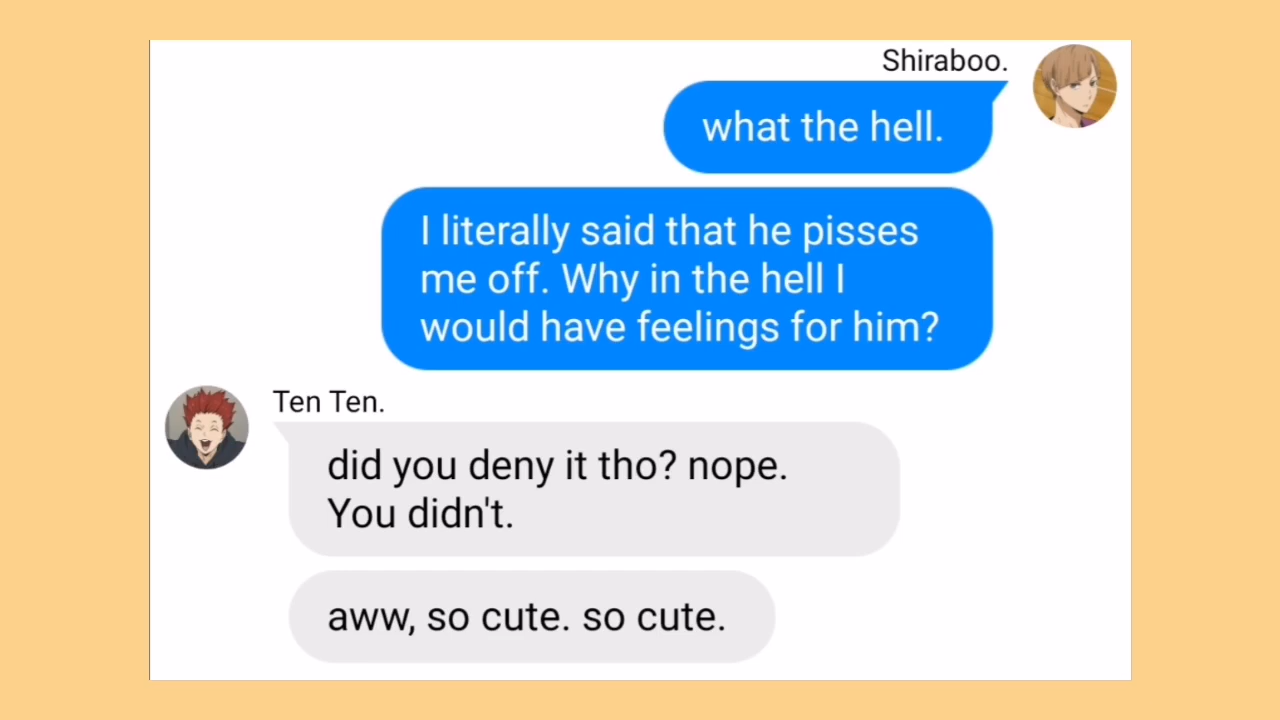 Shiraboo.
what the hell.
I literally said that he pisses
me off. Why in the hell I
would have feelings for him?
Ten Ten.
did you deny it tho? nope.
You didn't.
aww, so cute. so cute.